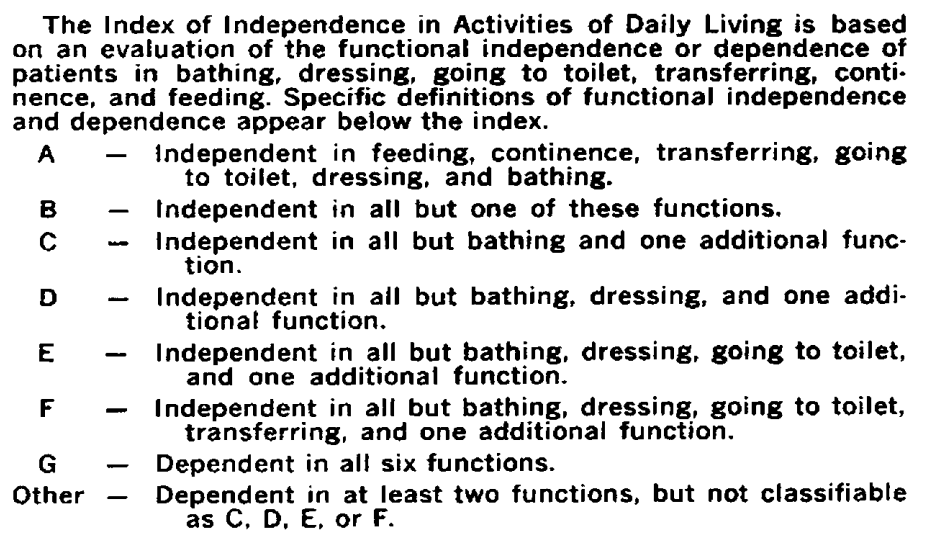 The Index of Independence in Activities of Daily Living is based
on an evaluation of the functional independence or dependence of
patients in bathing, dressing, going to toilet, transferring, conti-
nence, and feeding. Specific definitions of functional independence
and dependence appear below the index.
A — Independent in feeding, continence, transferring, going
to toilet, dressing, and bathing.
B — Independent in all but one of these functions.
C — Independent in all but bathing and one additional func-
tion.
D — Independent in all but bathing, dressing, and one addi-
tional function.
E — Independent in all but bathing, dressing, going to toilet,
and one additional function.
F — Independent in all but bathing, dressing, going to toilet,
transferring, and one additional function.
G — Dependent in all six functions.
Other — Dependent in at least two functions, but not classifiable
as C, D, E, or F.